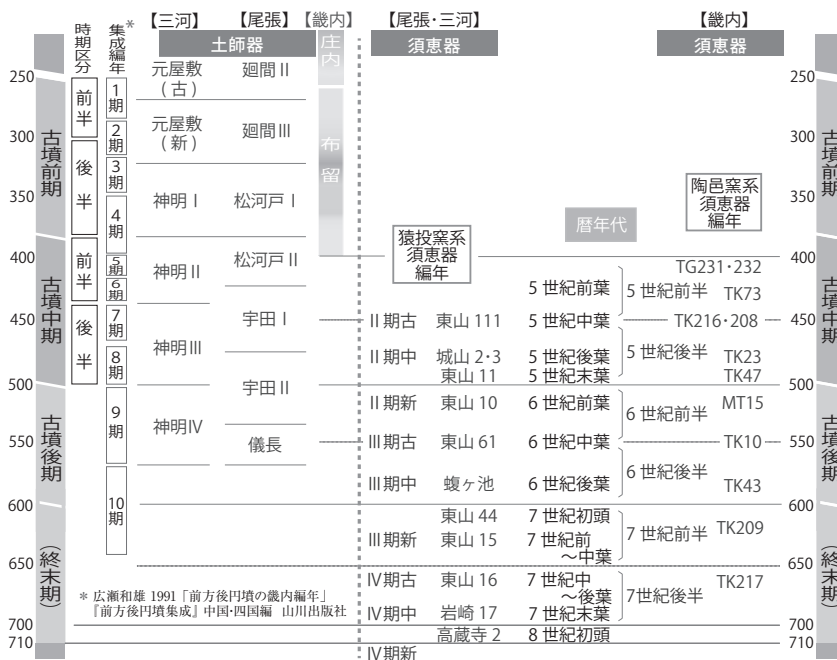 【三河】 【尾張】 【畿内】 【尾張･三河】 【畿内】
時期区分
集成編年
*
土師器
庄内
須恵器
須恵器
250
300
350
400
450
500
550
600
650
700
710
古墳前期
古墳中期
古墳後期
(終末期)
前半
後半
前半
後半
1期
2期
3期
4期
5期
6期
7期
8期
9期
10期
元屋敷
(古)
元屋敷
(新)
神明Ⅰ
神明Ⅱ
神明Ⅲ
神明Ⅳ
廻間Ⅱ
廻間Ⅲ
松河戸Ⅰ
松河戸Ⅱ
宇田Ⅰ
宇田Ⅱ
儀長
布留
猿投窯系
須恵器
編年
暦年代
陶邑窯系
須恵器
編年
TG231･232
5世紀前葉 5世紀前半 TK73
Ⅱ期古 東山111 5世紀中葉 TK216･208
Ⅱ期中 城山2･3 5世紀後葉 5世紀後半 TK23
東山11 5世紀末葉 TK47
Ⅱ期新 東山10 6世紀前葉 6世紀前半 MT15
Ⅲ期古 東山61 6世紀中葉 TK10
Ⅲ期中 蝮ヶ池 6世紀後葉 6世紀後半 TK43
東山44 7世紀初頭
Ⅲ期新 東山15 7世紀前 7世紀前半 TK209
～中葉
Ⅳ期古 東山16 7世紀中 TK217
～後葉 7世紀後半
Ⅳ期中 岩崎17 7世紀末葉
高蔵寺2 8世紀初頭
Ⅳ期新
* 広瀬和雄 1991「前方後円墳の畿内編年」
『前方後円墳集成』中国･四国編 山川出版社
250
300
350
400
450
500
550
600
650
700
710
古墳前期
古墳中期
古墳後期
(終末期)